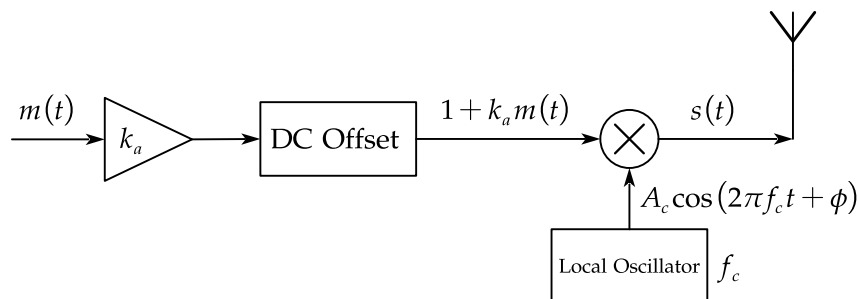 m(t)
k_a
DC Offset
1 + k_a m(t)
s(t)
A_c cos(2πf_c t + ϕ)
Local Oscillator
f_c